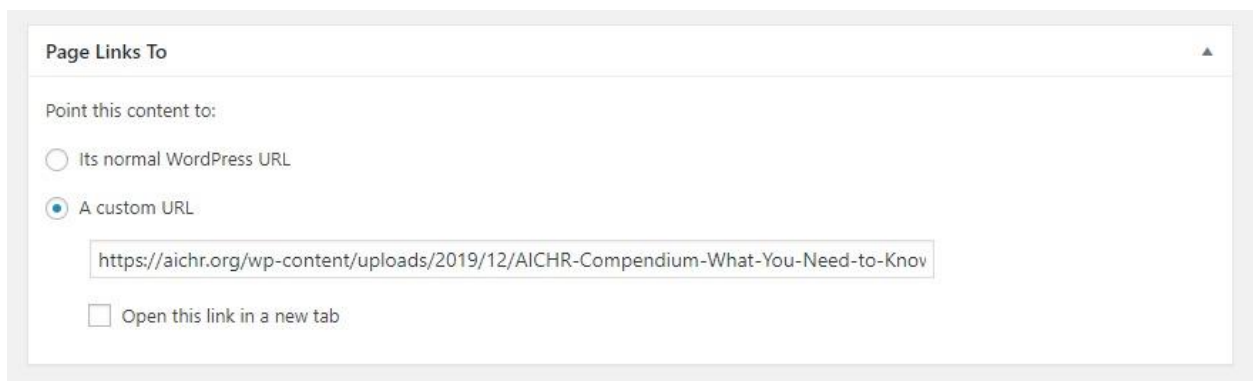 Page Links To
Point this content to:
Its normal WordPress URL
A custom URL
https://aichr.org/wp-content/uploads/2019/12/AICHR-Compendium-What-You-Need-to-Know
Open this link in a new tab